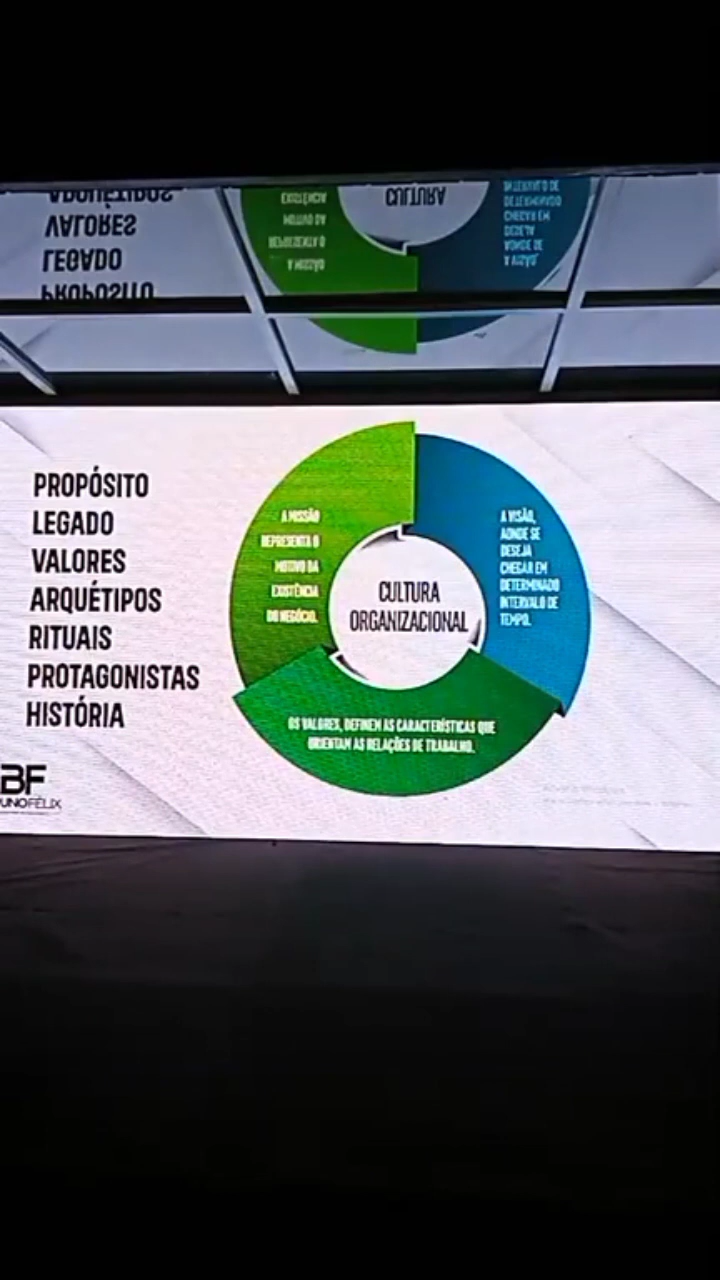 PROPÓSITO
LEGADO
VALORES
ARQUÉTIPOS
RITUAIS
PROTAGONISTAS
HISTÓRIA
BF
UNOFÉLIX
A MISSÃO
REPRESENTA O
MOTIVO DA
EXISTÊNCIA
DO NEGÓCIO.
CULTURA
ORGANIZACIONAL
A VISÃO,
AONDE SE
DESEJA
CHEGAR EM
DETERMINADO
INTERVALO DE
TEMPO.
OS VALORES, DEFINEM AS CARACTERÍSTICAS QUE
ORIENTAM AS RELAÇÕES DE TRABALHO.